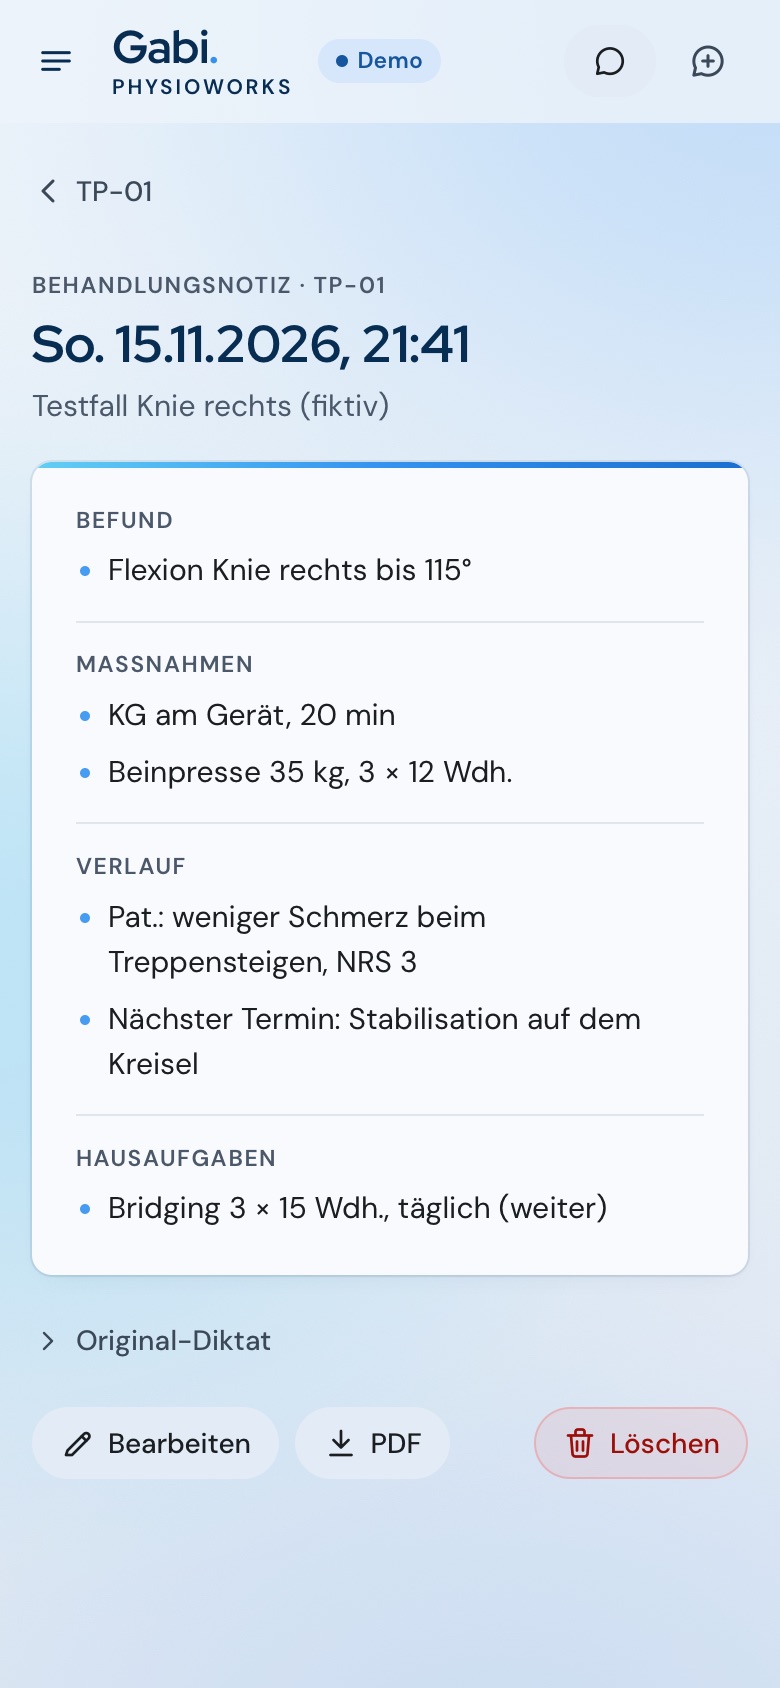 Gabi.
PHYSIOWORKS
Demo
TP-01
BEHANDLUNGSNOTIZ · TP-01
So. 15.11.2026, 21:41
Testfall Knie rechts (fiktiv)
BEFUND
• Flexion Knie rechts bis 115°
MASSNAHMEN
• KG am Gerät, 20 min
• Beinpresse 35 kg, 3 × 12 Wdh.
VERLAUF
• Pat.: weniger Schmerz beim
Treppensteigen, NRS 3
• Nächster Termin: Stabilisation auf dem
Kreisel
HAUSAUFGABEN
• Bridging 3 × 15 Wdh., täglich (weiter)
Original-Diktat
Bearbeiten
PDF
Löschen